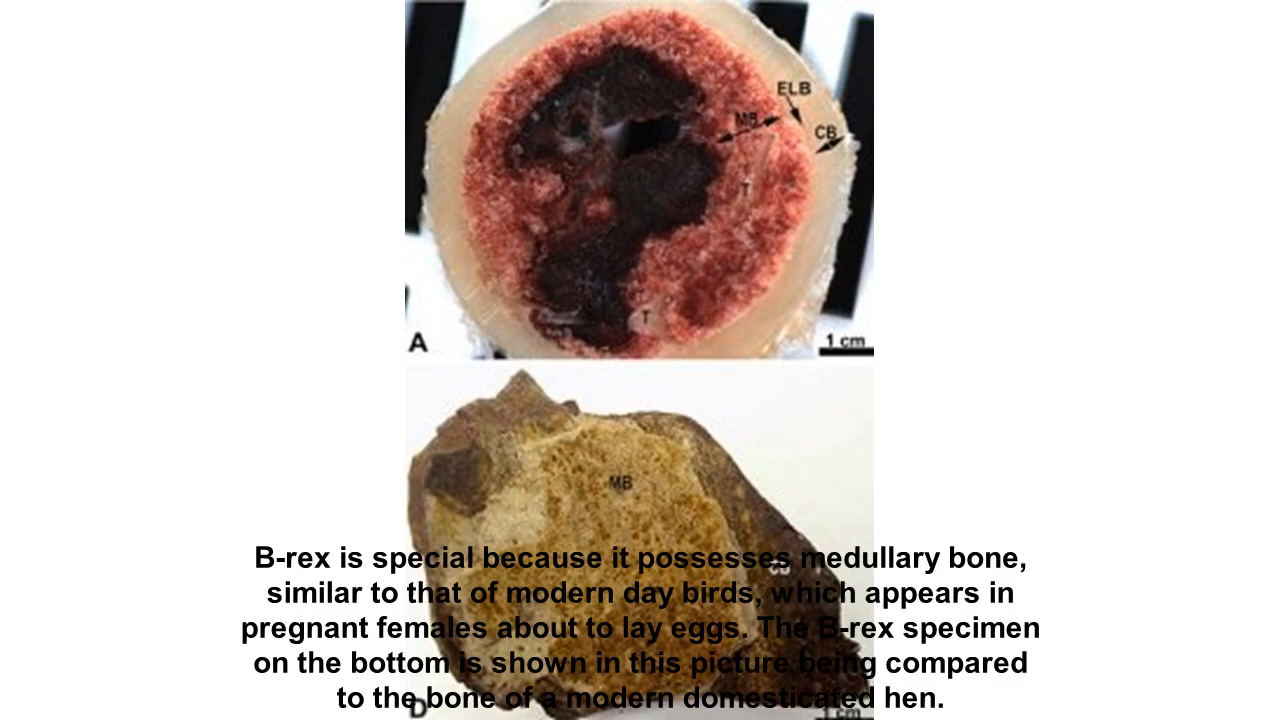 ELB
MB
CB
T
T
A
1 cm
MB
CB
B-rex is special because it possesses medullary bone,
similar to that of modern day birds, which appears in
pregnant females about to lay eggs. The B-rex specimen
on the bottom is shown in this picture being compared
to the bone of a modern domesticated hen.
D
1 cm